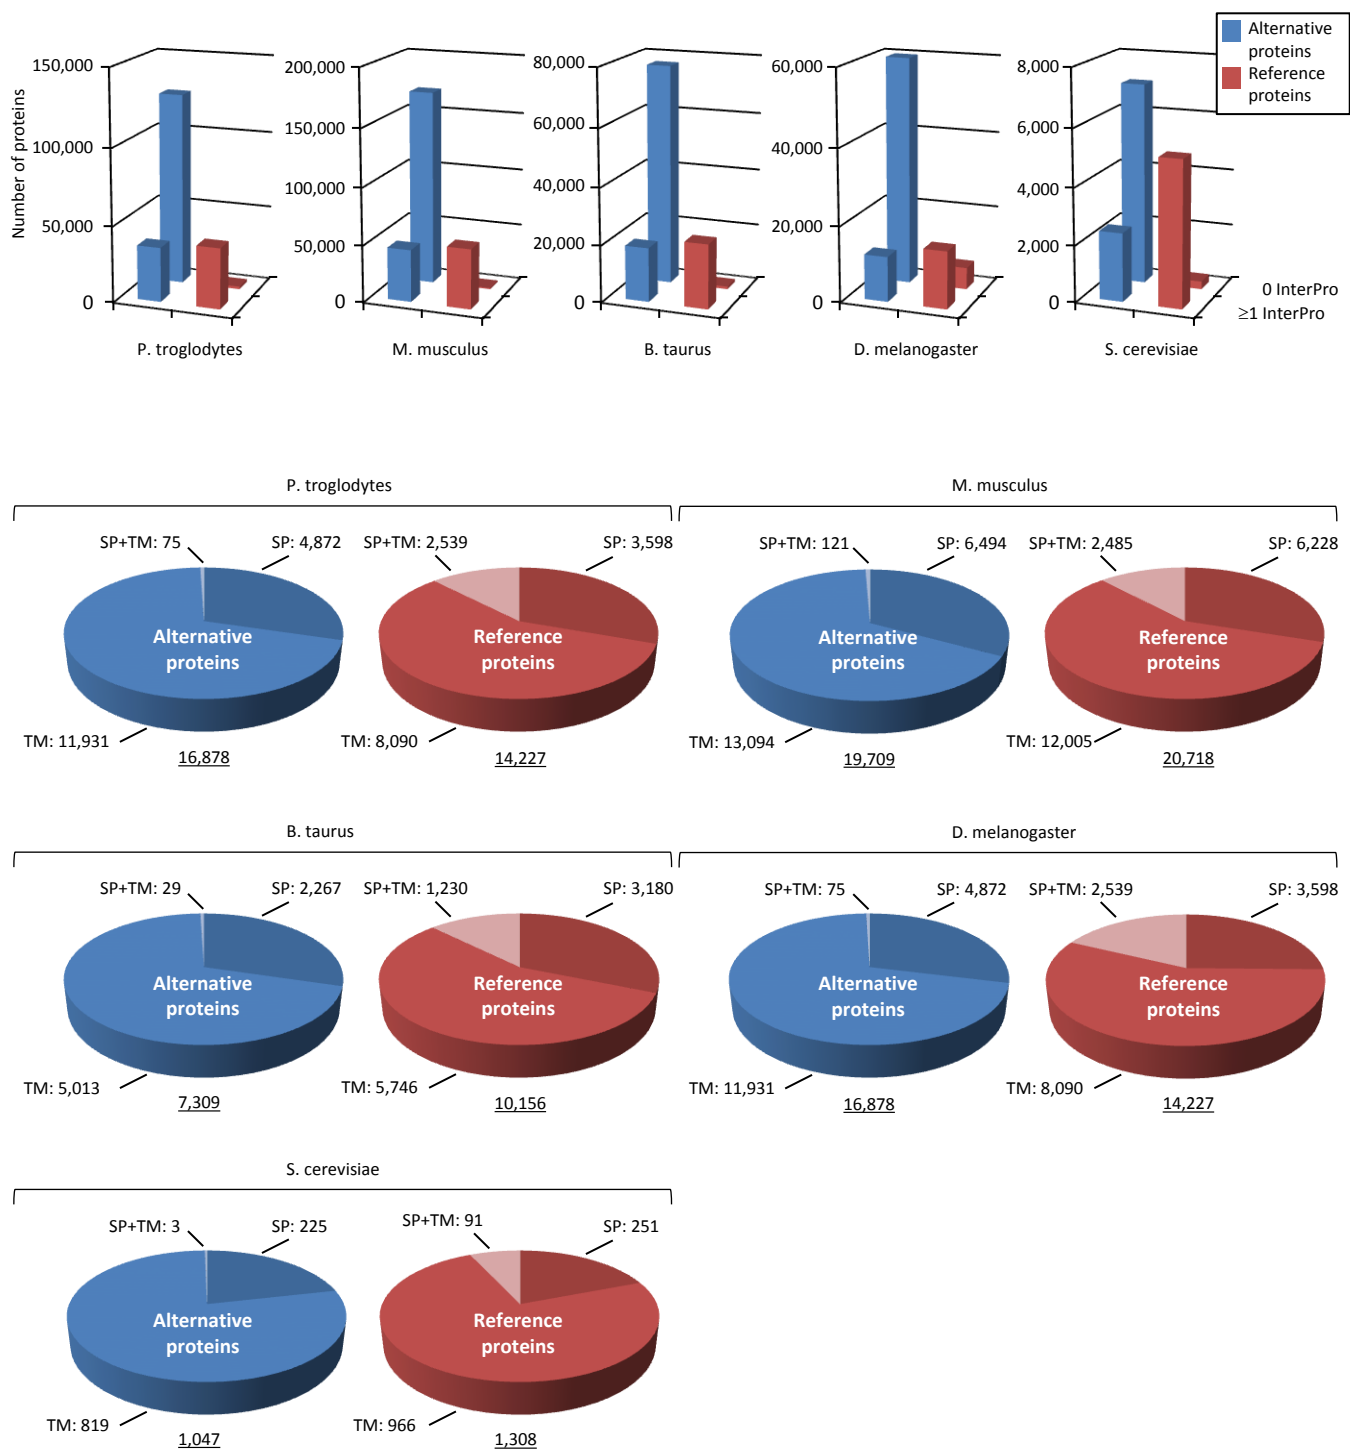 Alternative
proteins
Reference
proteins
Number of proteins
150,000
100,000
50,000
0
P. troglodytes
200,000
150,000
100,000
50,000
0
M. musculus
80,000
60,000
40,000
20,000
0
B. taurus
60,000
40,000
20,000
0
D. melanogaster
8,000
6,000
4,000
2,000
0
S. cerevisiae
0 InterPro
≥1 InterPro
P. troglodytes
SP+TM: 75
SP: 4,872
Alternative
proteins
TM: 11,931
16,878
SP+TM: 2,539
SP: 3,598
Reference
proteins
TM: 8,090
14,227
M. musculus
SP+TM: 121
SP: 6,494
Alternative
proteins
TM: 13,094
19,709
SP+TM: 2,485
SP: 6,228
Reference
proteins
TM: 12,005
20,718
B. taurus
SP+TM: 29
SP: 2,267
Alternative
proteins
TM: 5,013
7,309
SP+TM: 1,230
SP: 3,180
Reference
proteins
TM: 5,746
10,156
D. melanogaster
SP+TM: 75
SP: 4,872
Alternative
proteins
TM: 11,931
16,878
SP+TM: 2,539
SP: 3,598
Reference
proteins
TM: 8,090
14,227
S. cerevisiae
SP+TM: 3
SP: 225
Alternative
proteins
TM: 819
1,047
SP+TM: 91
SP: 251
Reference
proteins
TM: 966
1,308